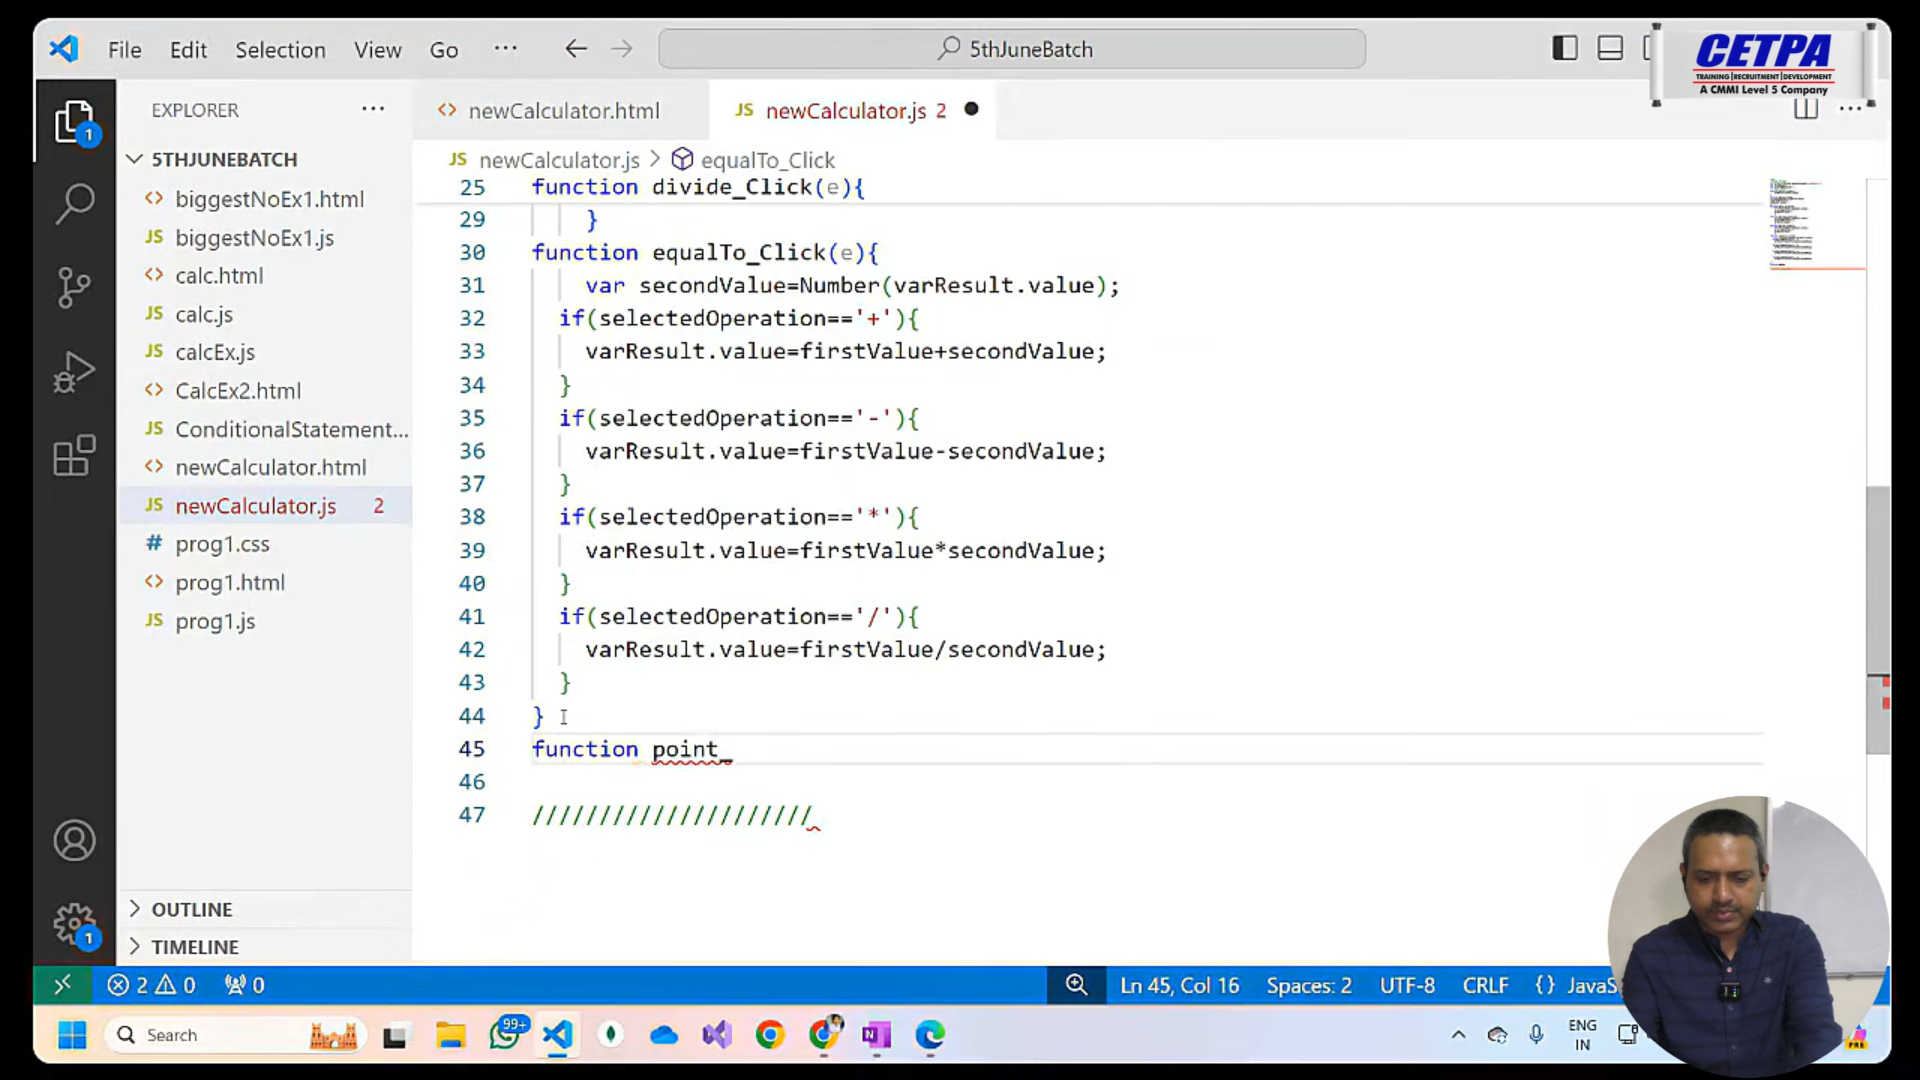 File Edit Selection View Go ...
5thJuneBatch
CETPA
TRAINING|RECRUITMENT|DEVELOPMENT
A CMMI Level 5 Company
EXPLORER ...
newCalculator.html
JS newCalculator.js 2
JS newCalculator.js > equalTo_Click
1
5THJUNEBATCH
<> biggestNoEx1.html
JS biggestNoEx1.js
<> calc.html
JS calc.js
JS calcEx.js
<> CalcEx2.html
JS ConditionalStatement...
<> newCalculator.html
JS newCalculator.js 2
# prog1.css
<> prog1.html
JS prog1.js
OUTLINE
TIMELINE
1
25 function divide_Click(e){
29 }
30 function equalTo_Click(e){
31 var secondValue=Number(varResult.value);
32 if(selectedOperation=='+'){
33 varResult.value=firstValue+secondValue;
34 }
35 if(selectedOperation=='-'){
36 varResult.value=firstValue-secondValue;
37 }
38 if(selectedOperation=='*'){
39 varResult.value=firstValue*secondValue;
40 }
41 if(selectedOperation=='/'){
42 varResult.value=firstValue/secondValue;
43 }
44 }
45 function point_
46
47 /////////////////////
2 0 0
Ln 45, Col 16 Spaces: 2 UTF-8 CRLF {}
Search
99+
ENG
IN
PRE